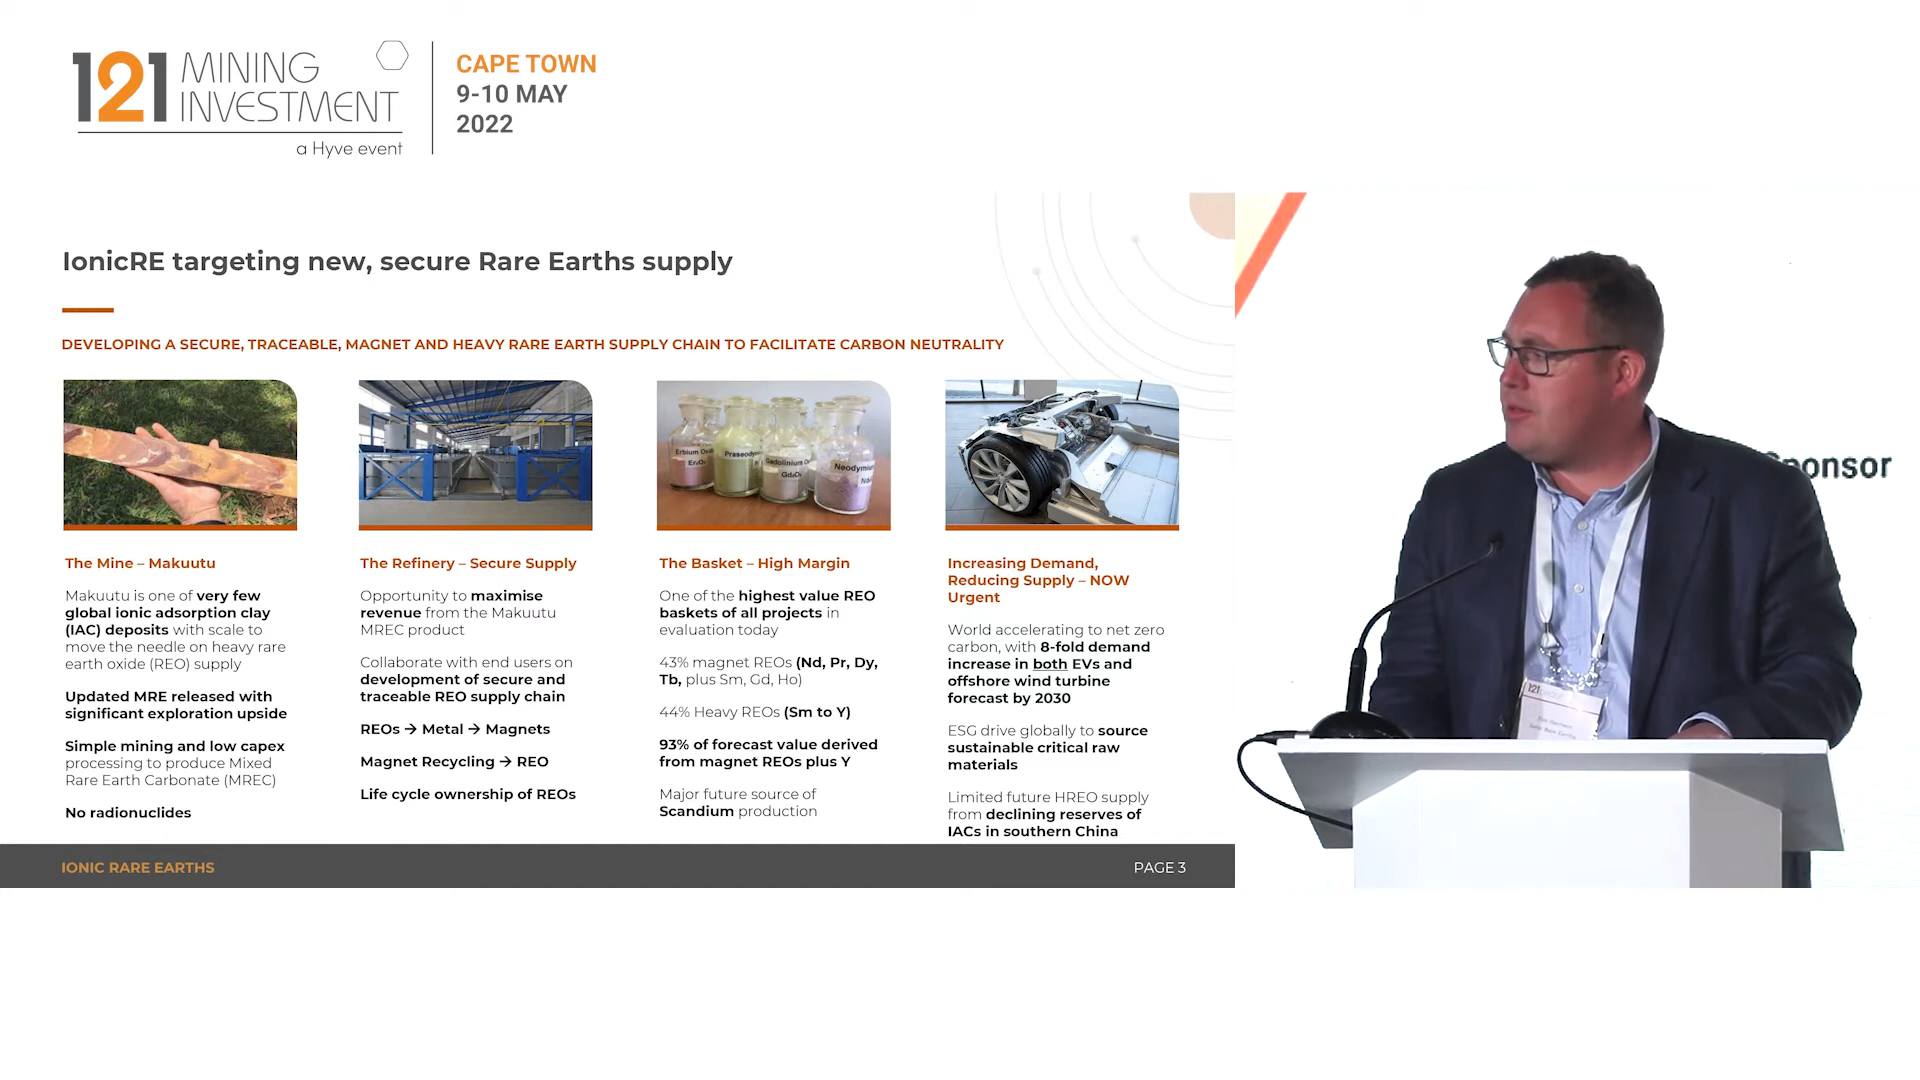 121 MINING
INVESTMENT
a Hyve event
CAPE TOWN
9-10 MAY
2022
IonicRE targeting new, secure Rare Earths supply
DEVELOPING A SECURE, TRACEABLE, MAGNET AND HEAVY RARE EARTH SUPPLY CHAIN TO FACILITATE CARBON NEUTRALITY
Erbium
Er₂O₃
Gadolinium
Gd₂O₃
The Mine – Makuutu
Makuutu is one of very few
global ionic adsorption clay
(IAC) deposits with scale to
move the needle on heavy rare
earth oxide (REO) supply
Updated MRE released with
significant exploration upside
Simple mining and low capex
processing to produce Mixed
Rare Earth Carbonate (MREC)
No radionuclides
The Refinery – Secure Supply
Opportunity to maximise
revenue from the Makuutu
MREC product
Collaborate with end users on
development of secure and
traceable REO supply chain
REOs → Metal → Magnets
Magnet Recycling → REO
Life cycle ownership of REOs
The Basket – High Margin
One of the highest value REO
baskets of all projects in
evaluation today
43% magnet REOs (Nd, Pr, Dy,
Tb, plus Sm, Gd, Ho)
44% Heavy REOs (Sm to Y)
93% of forecast value derived
from magnet REOs plus Y
Major future source of
Scandium production
Increasing Demand,
Reducing Supply – NOW
Urgent
World accelerating to net zero
carbon, with 8-fold demand
increase in both EVs and
offshore wind turbine
forecast by 2030
ESG drive globally to source
sustainable critical raw
materials
Limited future HREO supply
from declining reserves of
IACs in southern China
IONIC RARE EARTHS
PAGE 3
ponsor
121